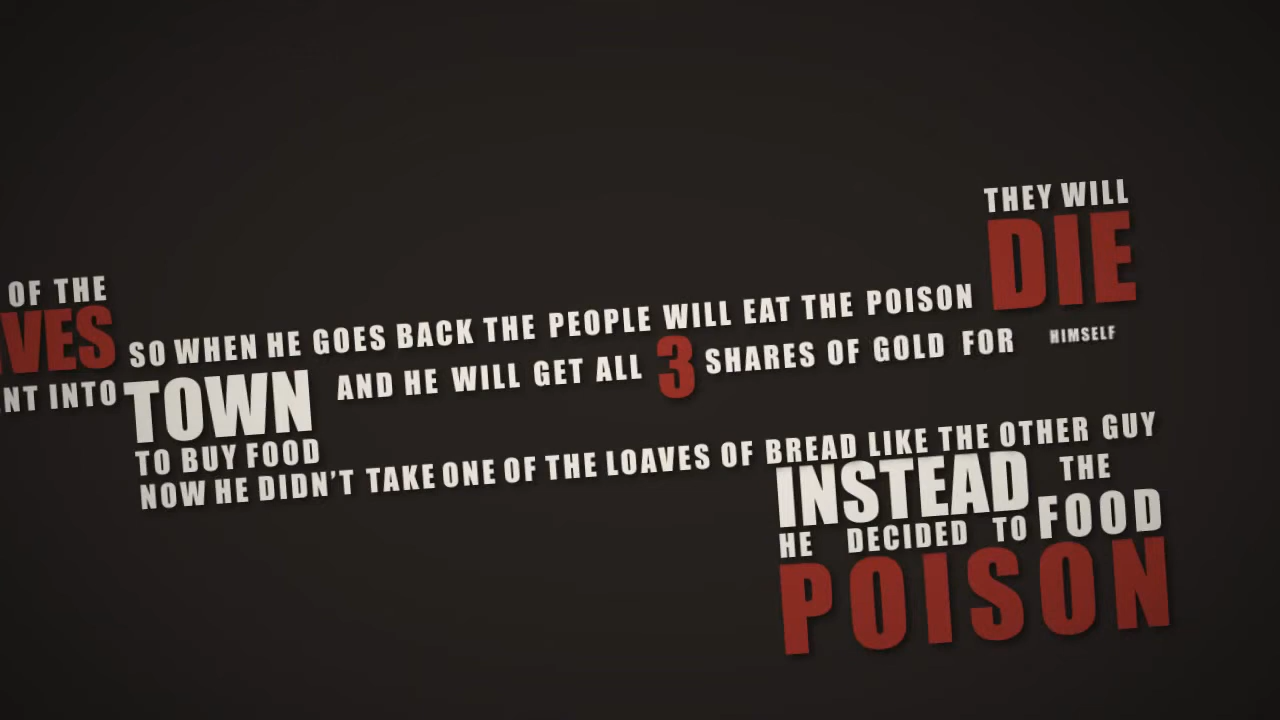 OF THE
VES
NT INTO
TOWN
TO BUY FOOD
NOW HE DIDN'T TAKE ONE OF THE LOAVES OF BREAD LIKE THE OTHER GUY
INSTEAD
HE DECIDED TO
POISON
THE
FOOD
SO WHEN HE GOES BACK THE PEOPLE WILL EAT THE POISON
THEY WILL
DIE
AND HE WILL GET ALL 3 SHARES OF GOLD FOR HIMSELF